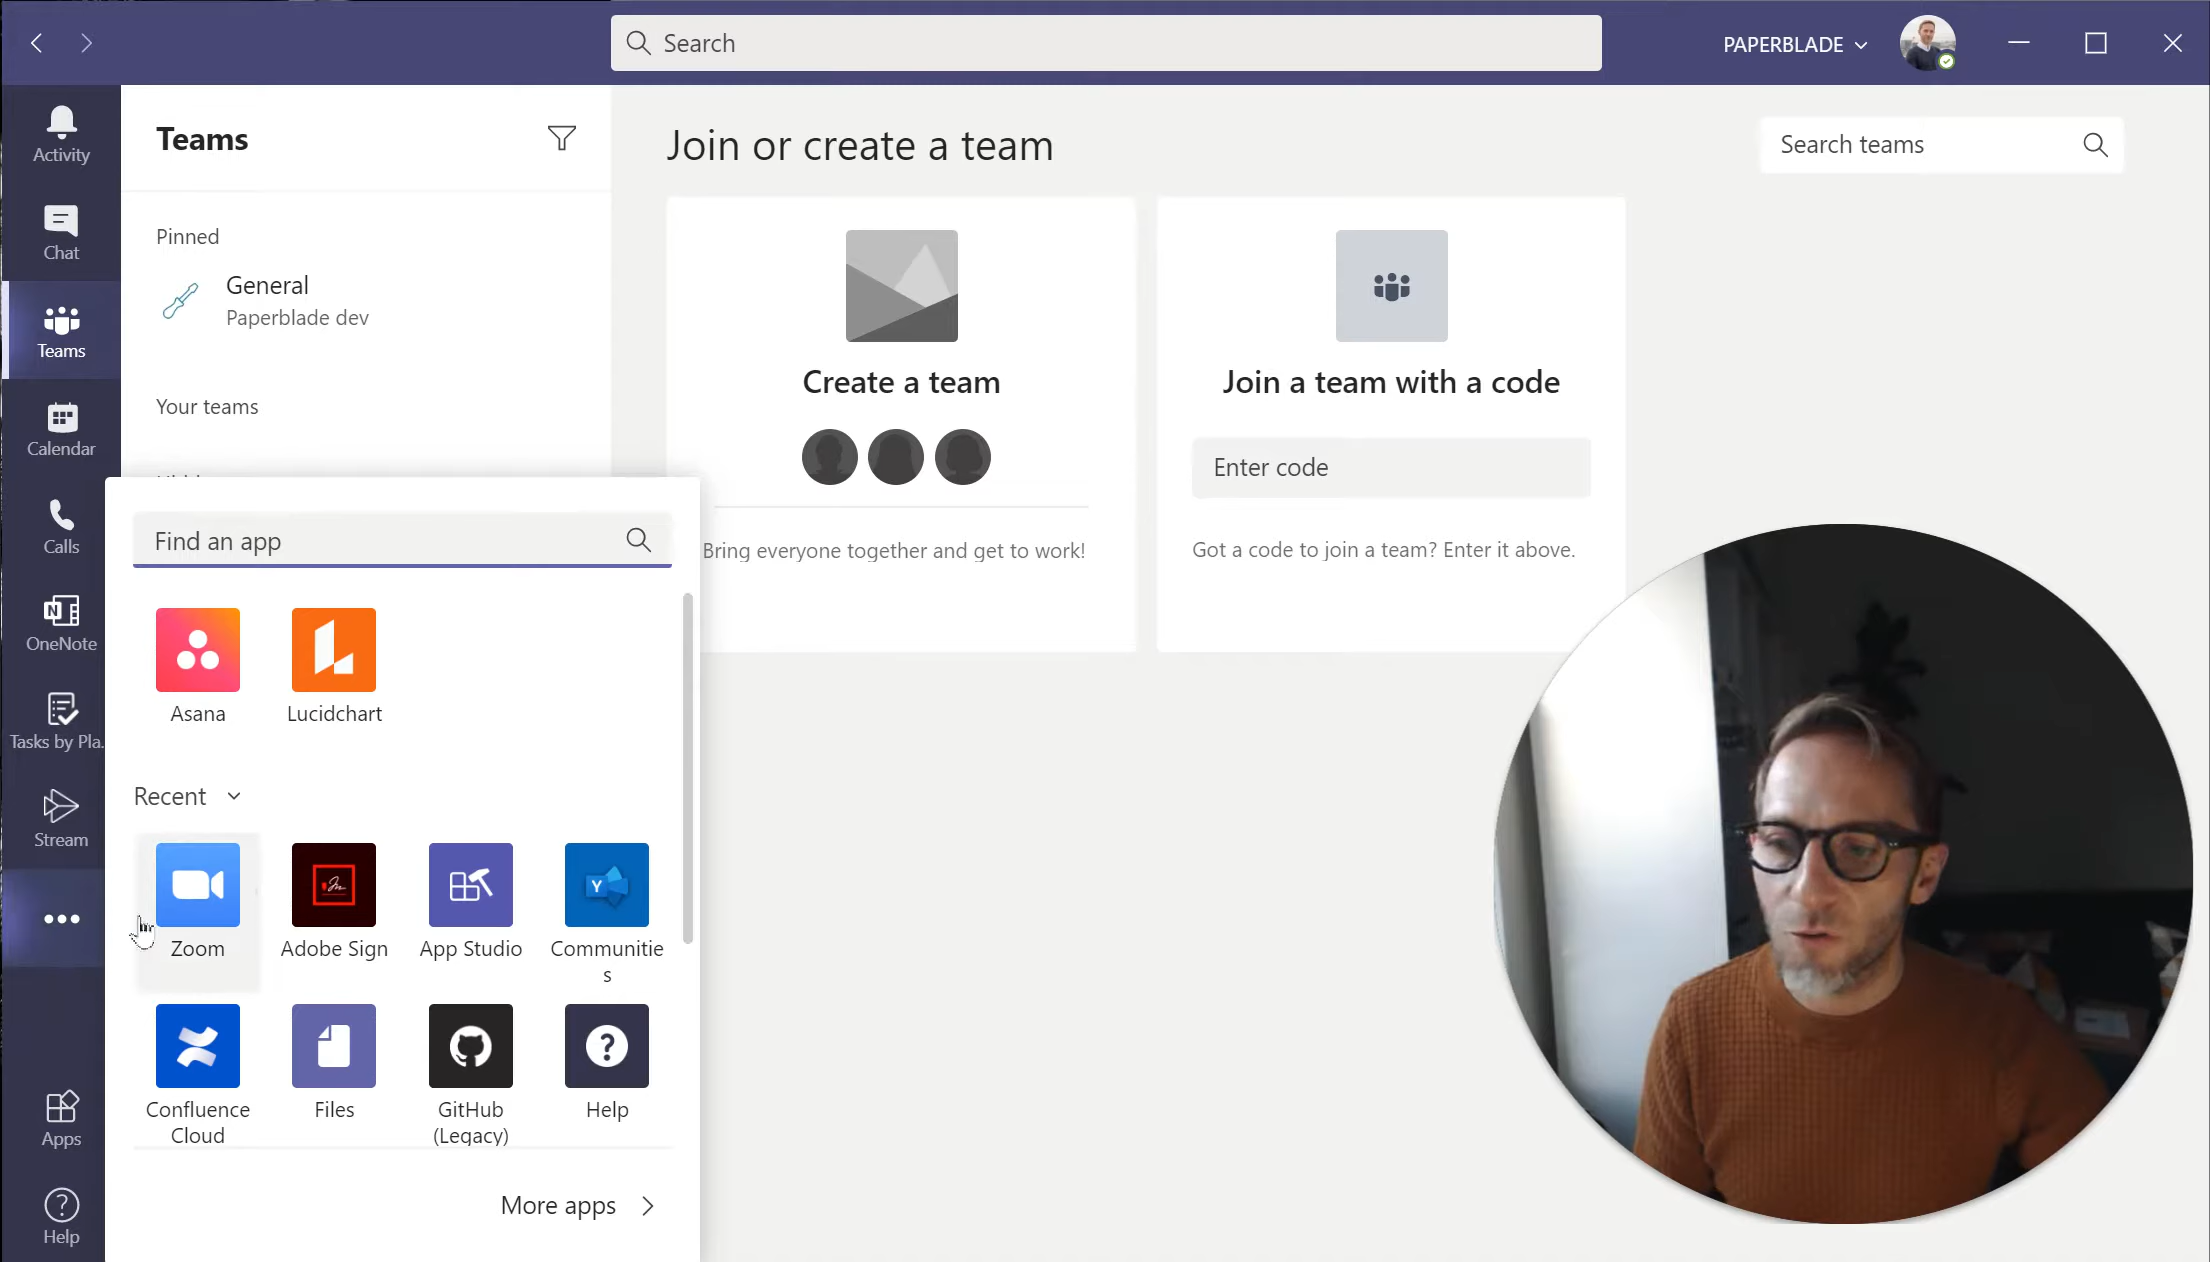 Search
PAPERBLADE
Activity
Chat
Teams
Calendar
Calls
OneNote
Tasks by Pla.
Stream
Apps
Help
Teams
Pinned
General
Paperblade dev
Your teams
Join or create a team
Search teams
Create a team
Bring everyone together and get to work!
Join a team with a code
Enter code
Got a code to join a team? Enter it above.
Find an app
Asana
Lucidchart
Recent
Zoom
Adobe Sign
App Studio
Communitie
s
Confluence
Cloud
Files
GitHub
(Legacy)
Help
More apps